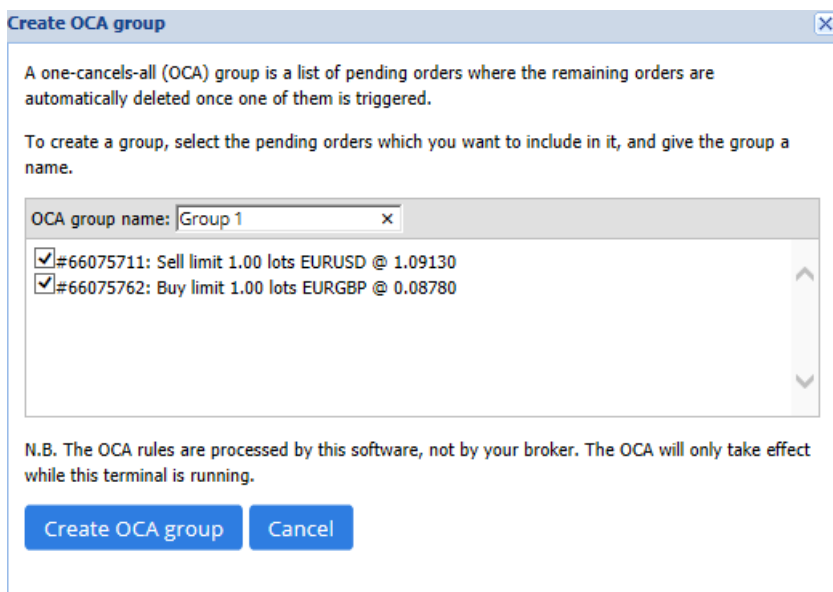 Create OCA group
A one-cancels-all (OCA) group is a list of pending orders where the remaining orders are
automatically deleted once one of them is triggered.
To create a group, select the pending orders which you want to include in it, and give the group a
name.
OCA group name: Group 1
#66075711: Sell limit 1.00 lots EURUSD @ 1.09130
#66075762: Buy limit 1.00 lots EURGBP @ 0.08780
N.B. The OCA rules are processed by this software, not by your broker. The OCA will only take effect
while this terminal is running.
Create OCA group Cancel